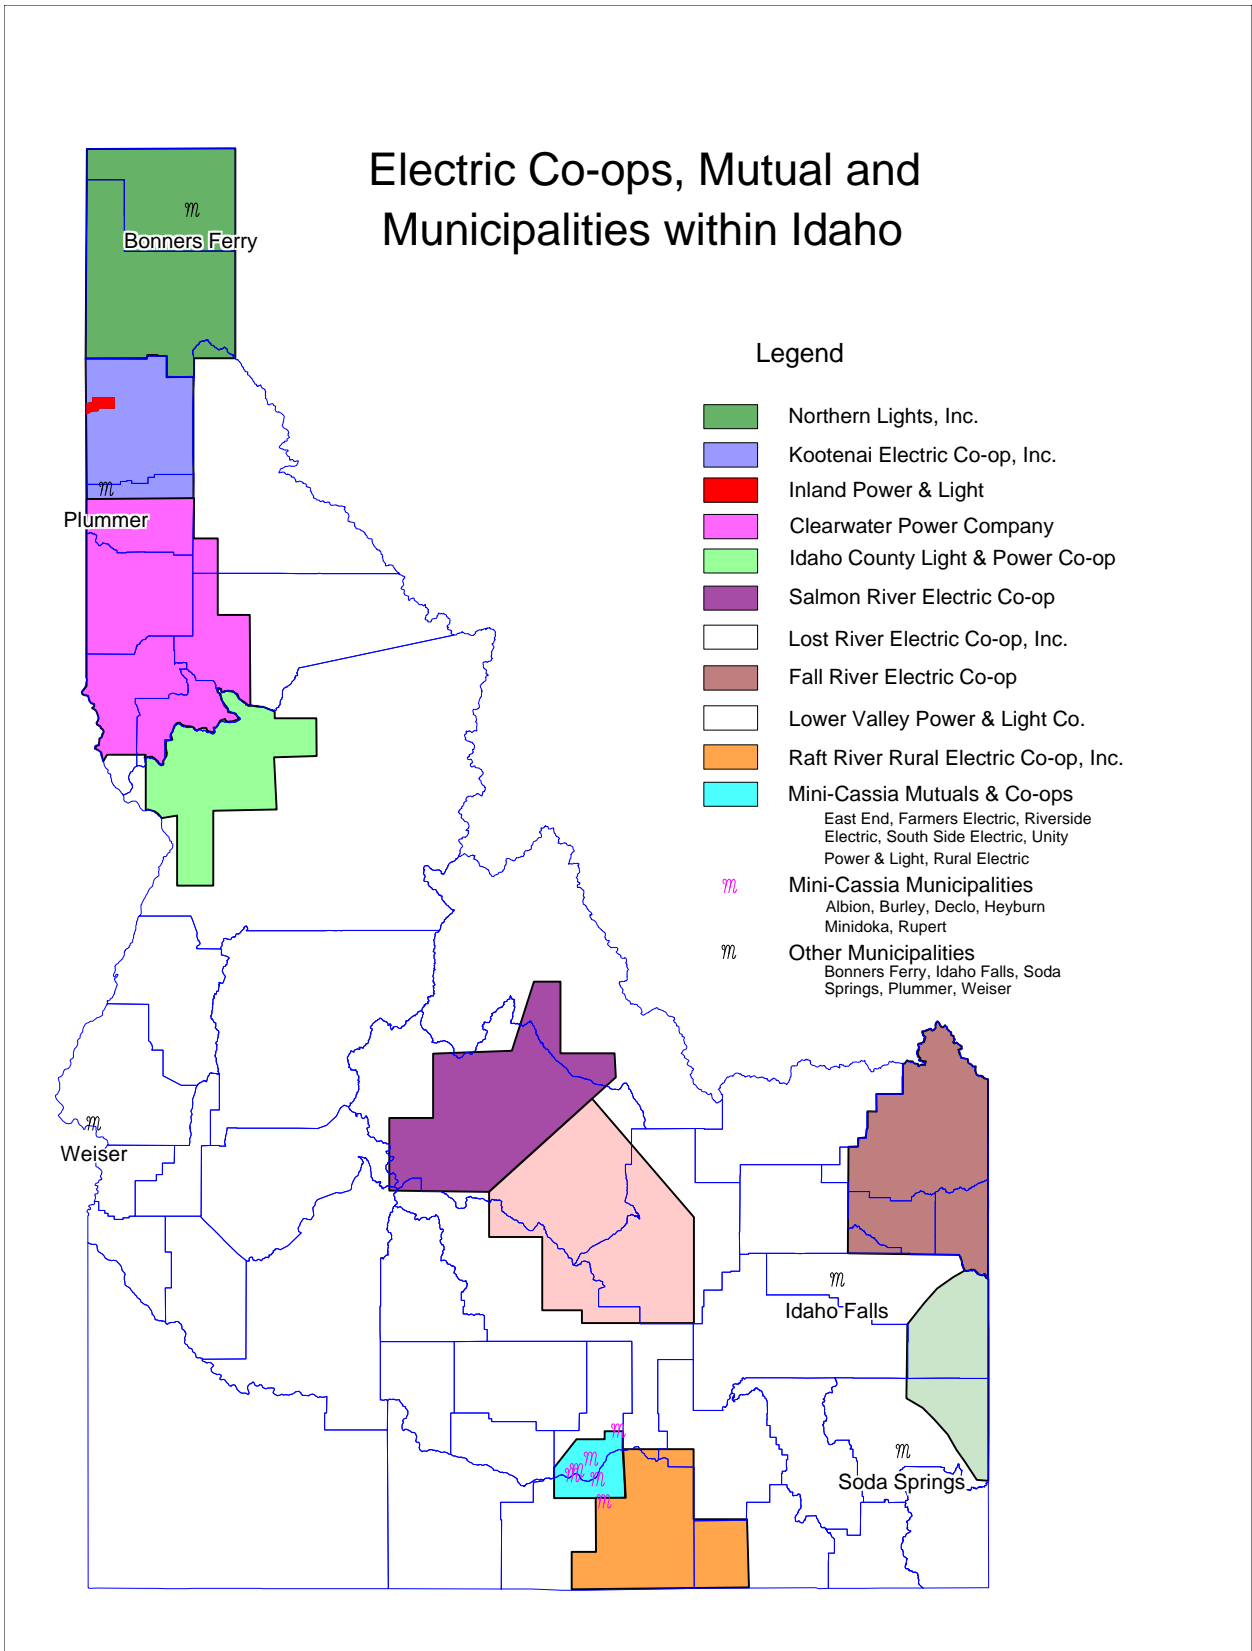 Electric Co-ops, Mutual and
Municipalities within Idaho
Legend
Northern Lights, Inc.
Kootenai Electric Co-op, Inc.
Inland Power & Light
Clearwater Power Company
Idaho County Light & Power Co-op
Salmon River Electric Co-op
Lost River Electric Co-op, Inc.
Fall River Electric Co-op
Lower Valley Power & Light Co.
Raft River Rural Electric Co-op, Inc.
Mini-Cassia Mutuals & Co-ops
East End, Farmers Electric, Riverside
Electric, South Side Electric, Unity
Power & Light, Rural Electric
m Mini-Cassia Municipalities
Albion, Burley, Declo, Heyburn
Minidoka, Rupert
m Other Municipalities
Bonners Ferry, Idaho Falls, Soda
Springs, Plummer, Weiser
m
Bonners Ferry
m
Plummer
m
Weiser
m
Idaho Falls
m
Soda Springs
m
m
m
m
m
m